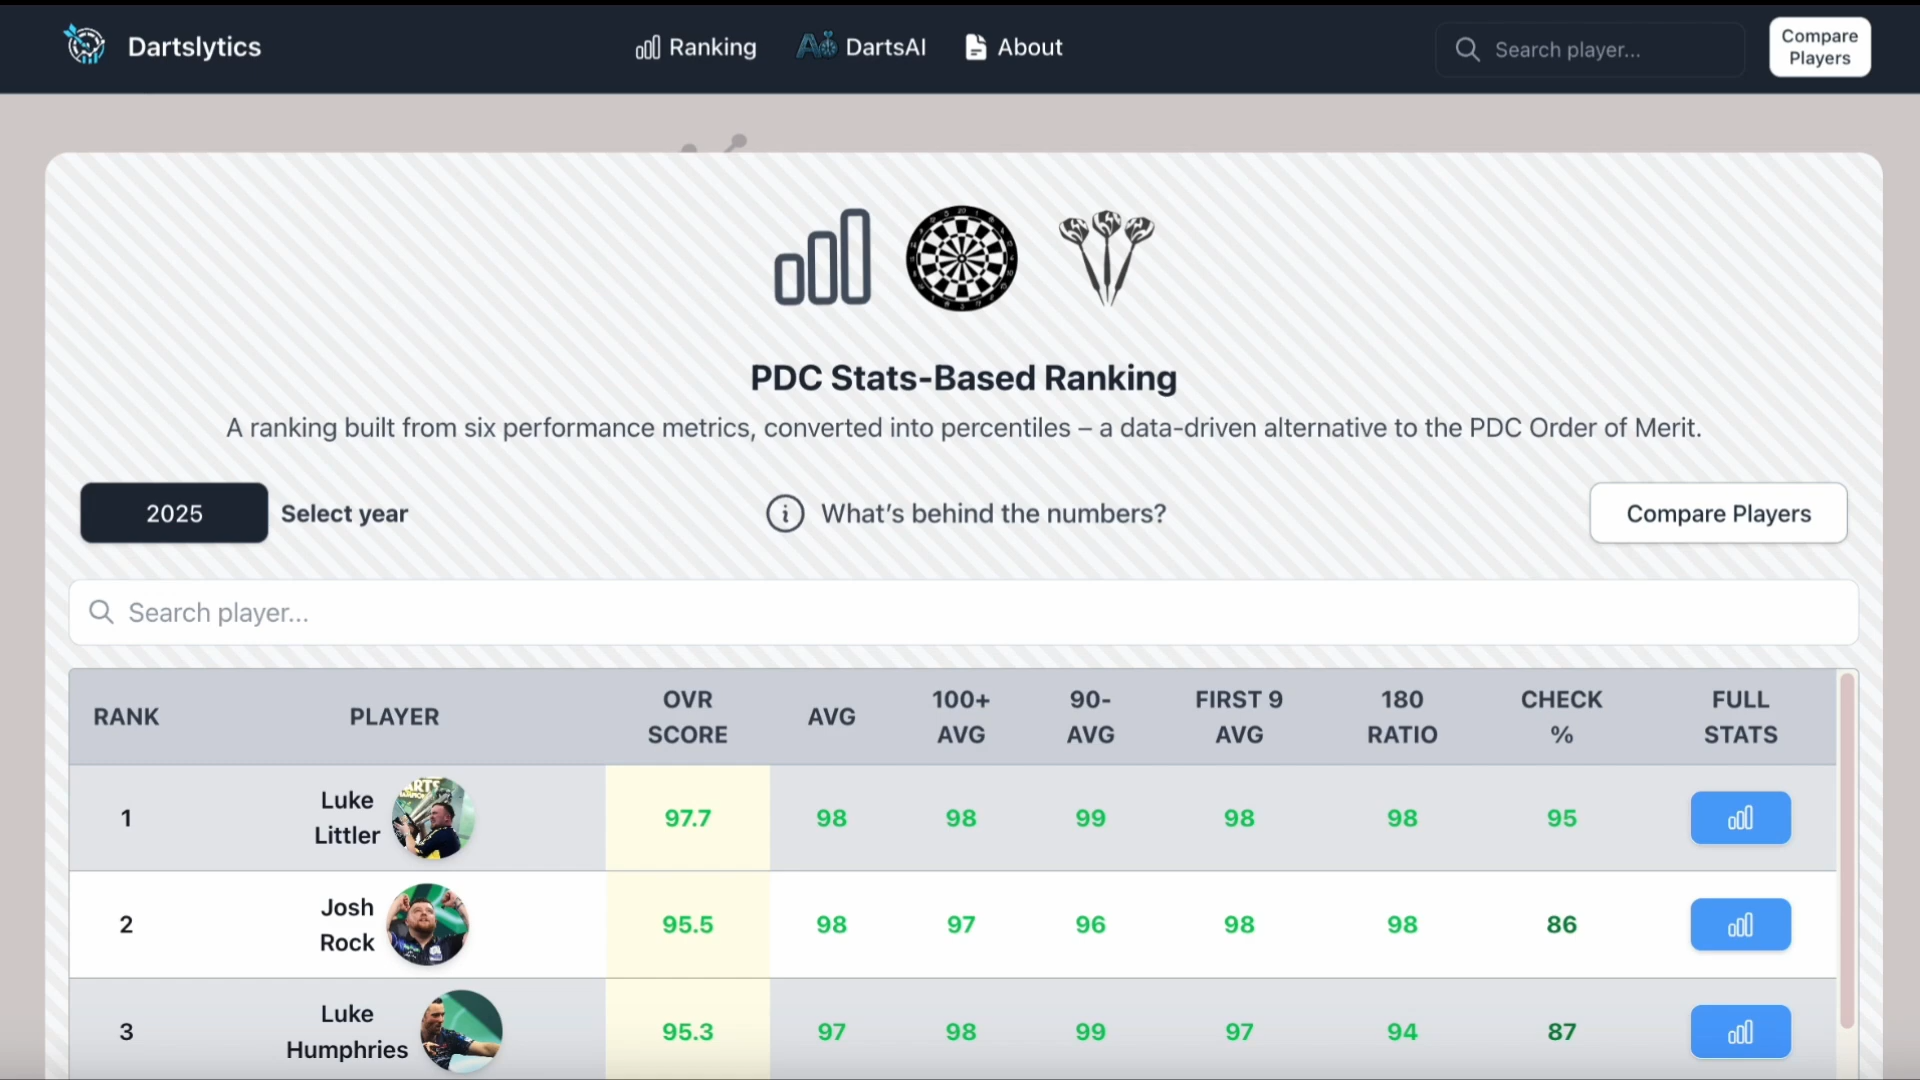 Dartslytics
Ranking
DartsAI
About
Search player...
Compare
Players
PDC Stats-Based Ranking
A ranking built from six performance metrics, converted into percentiles – a data-driven alternative to the PDC Order of Merit.
2025
Select year
What's behind the numbers?
Compare Players
Search player...
RANK PLAYER OVR SCORE AVG 100+ AVG 90- AVG FIRST 9 AVG 180 RATIO CHECK % FULL STATS
1 Luke Littler 97.7 98 98 99 98 98 95
2 Josh Rock 95.5 98 97 96 98 98 86
3 Luke Humphries 95.3 97 98 99 97 94 87